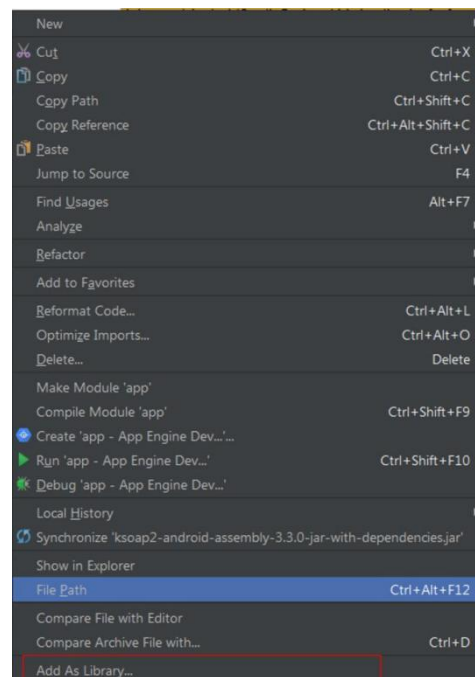 New
Cut Ctrl+X
Copy Ctrl+C
Copy Path Ctrl+Shift+C
Copy Reference Ctrl+Alt+Shift+C
Paste Ctrl+V
Jump to Source F4
Find Usages Alt+F7
Analyze
Refactor
Add to Favorites
Reformat Code... Ctrl+Alt+L
Optimize Imports... Ctrl+Alt+O
Delete... Delete
Make Module 'app'
Compile Module 'app' Ctrl+Shift+F9
Create 'app - App Engine Dev...'...
Run 'app - App Engine Dev...' Ctrl+Shift+F10
Debug 'app - App Engine Dev...'
Local History
Synchronize 'ksoap2-android-assembly-3.3.0-jar-with-dependencies.jar'
Show in Explorer
File Path Ctrl+Alt+F12
Compare File with Editor
Compare Archive File with... Ctrl+D
Add As Library...